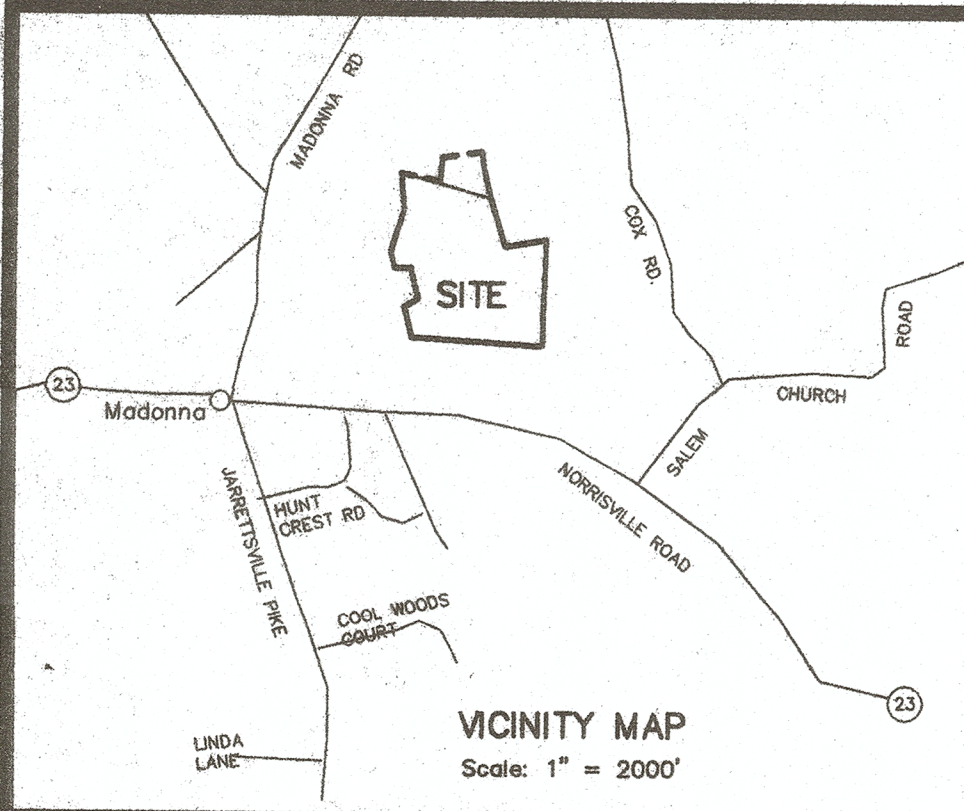 MADONNA RD
COX RD.
SITE
ROAD
23
Madonna
CHURCH
SALEM
NORRISVILLE ROAD
JARRETTSVILLE PIKE
HUNT
CREST RD
COOL WOODS
COURT
LINDA
LANE
23
VICINITY MAP
Scale: 1" = 2000'